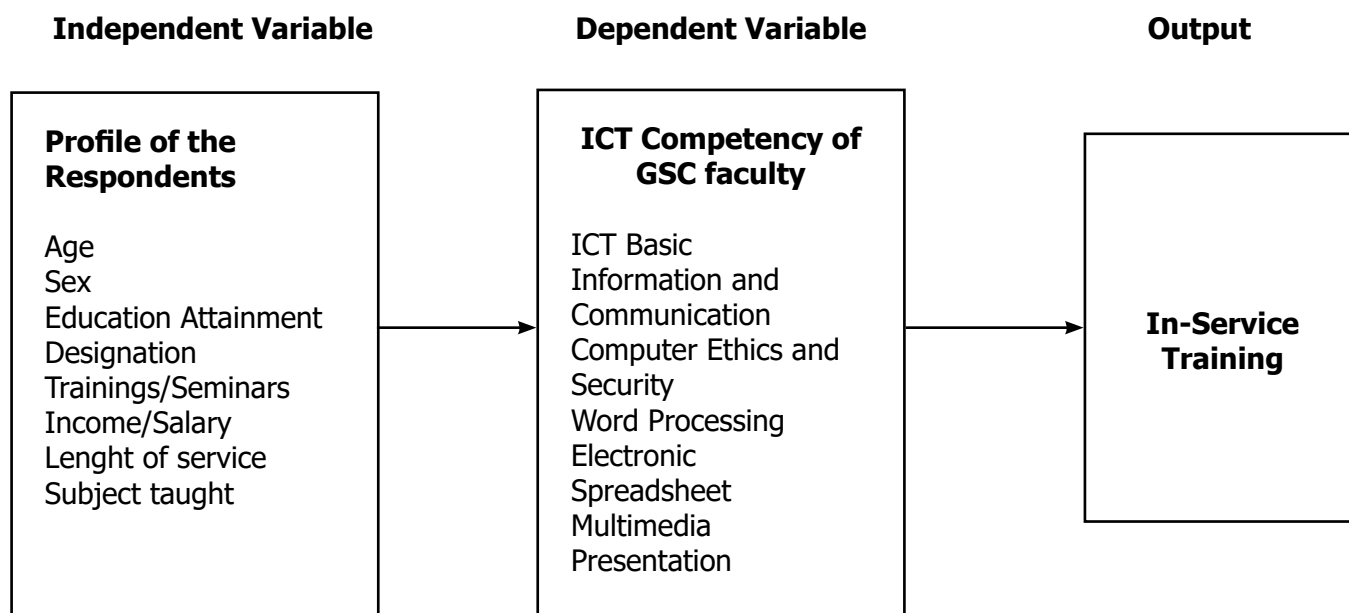 Independent Variable
Dependent Variable
Output
Profile of the
Respondents
Age
Sex
Education Attainment
Designation
Trainings/Seminars
Income/Salary
Lenght of service
Subject taught
ICT Competency of
GSC faculty
ICT Basic
Information and
Communication
Computer Ethics and
Security
Word Processing
Electronic
Spreadsheet
Multimedia
Presentation
In-Service
Training